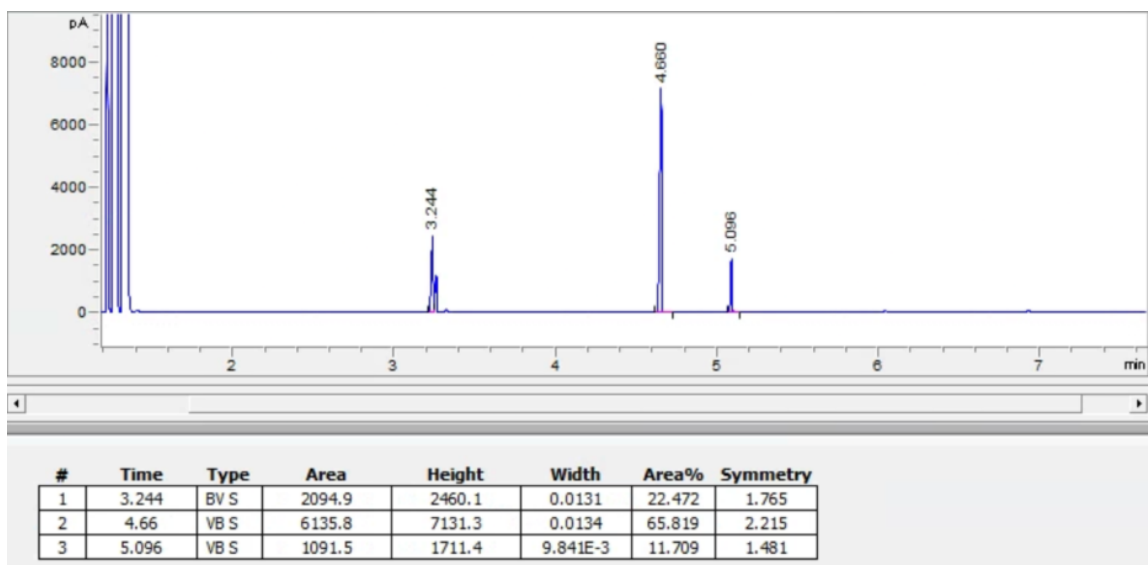 pA
8000
6000
4000
2000
0
3.244
4.660
5.096
2 3 4 5 6 7 min
# Time Type Area Height Width Area% Symmetry
1 3.244 BV S 2094.9 2460.1 0.0131 22.472 1.765
2 4.66 VB S 6135.8 7131.3 0.0134 65.819 2.215
3 5.096 VB S 1091.5 1711.4 9.841E-3 11.709 1.481